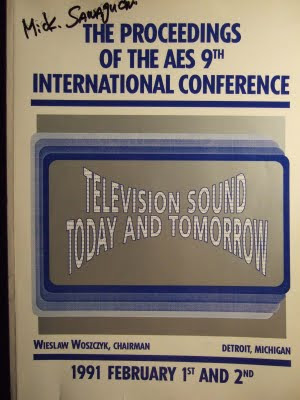 Mick. Sawaguchi
THE PROCEEDINGS
OF THE AES 9TH
INTERNATIONAL CONFERENCE
TELEVISION SOUND
TODAY AND TOMORROW
WIESLAW WOSZCZYK, CHAIRMAN
DETROIT, MICHIGAN
1991 FEBRUARY 1ST AND 2ND